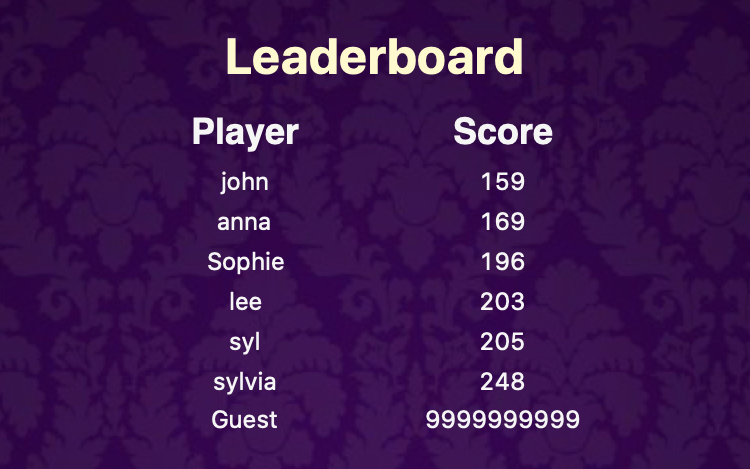 Leaderboard
Player Score
john 159
anna 169
Sophie 196
lee 203
syl 205
sylvia 248
Guest 9999999999